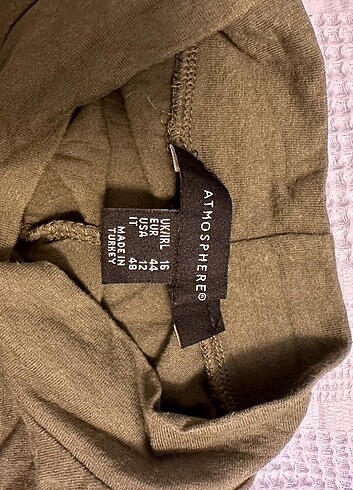 ATMOSPHERE®
UK/IRL 16
EUR 44
USA 12
IT 48
MADE IN
TURKEY